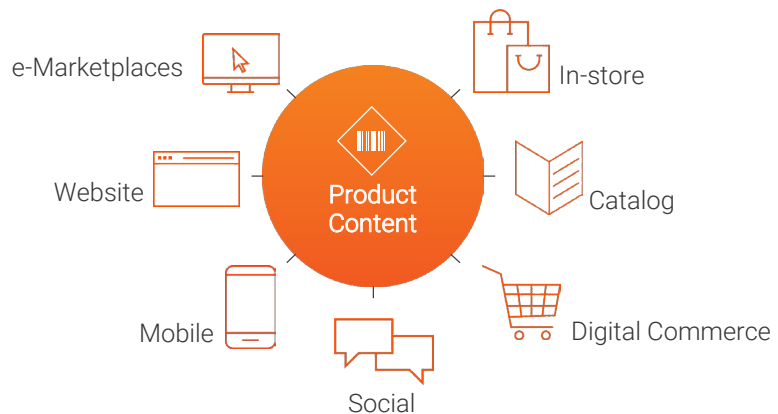 e-Marketplaces
In-store
Product
Content
Website
Catalog
Mobile
Digital Commerce
Social